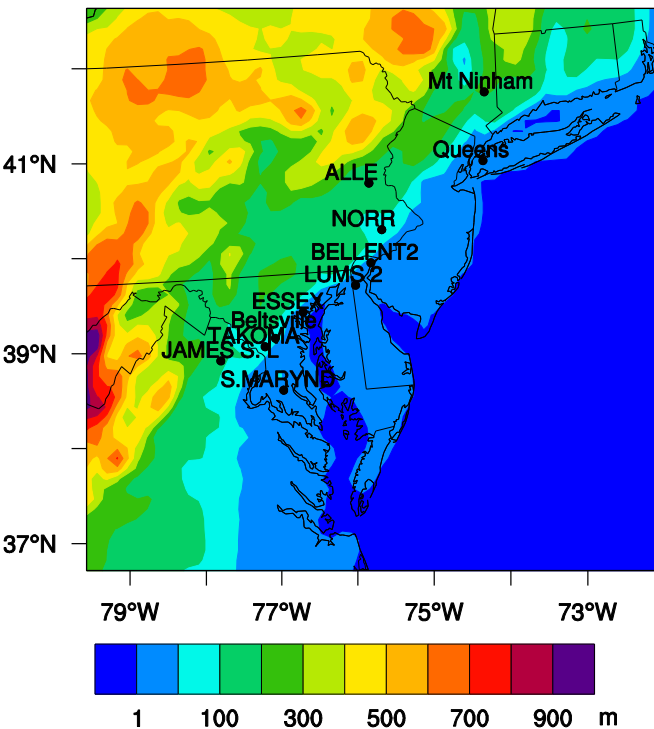 Mt Ninham
41°N
Queens
ALLE
NORR
BELLENT2
LUMS 2
ESSEX
Beltsville
TAKOMA
39°N
JAMES S. L
S.MARYND
37°N
79°W 77°W 75°W 73°W
1 100 300 500 700 900 m